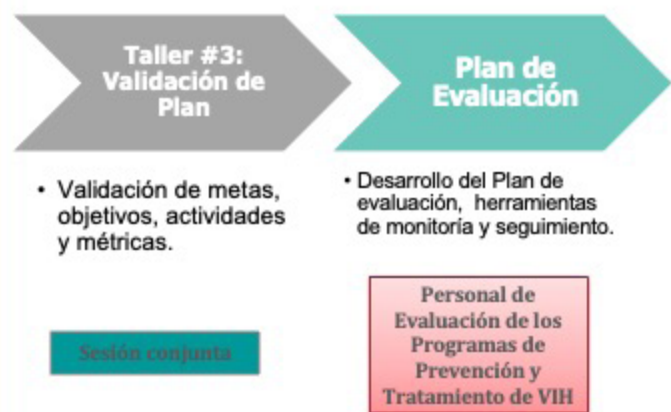 Taller #3:
Validación de
Plan
Plan de
Evaluación
• Validación de metas,
objetivos, actividades
y métricas.
• Desarrollo del Plan de
evaluación, herramientas
de monitoría y seguimiento.
Sesión conjunta
Personal de
Evaluación de los
Programas de
Prevención y
Tratamiento de VIH